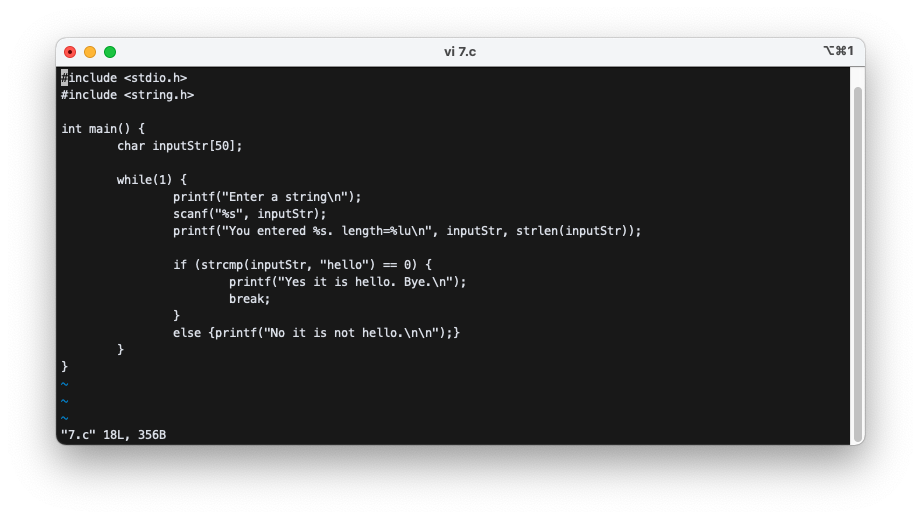 vi 7.c
⌥⌘1
#include <stdio.h>
#include <string.h>

int main() {
        char inputStr[50];

        while(1) {
                printf("Enter a string\n");
                scanf("%s", inputStr);
                printf("You entered %s. length=%lu\n", inputStr, strlen(inputStr));

                if (strcmp(inputStr, "hello") == 0) {
                        printf("Yes it is hello. Bye.\n");
                        break;
                }
                else {printf("No it is not hello.\n\n");}
        }
}
~
~
~
"7.c" 18L, 356B